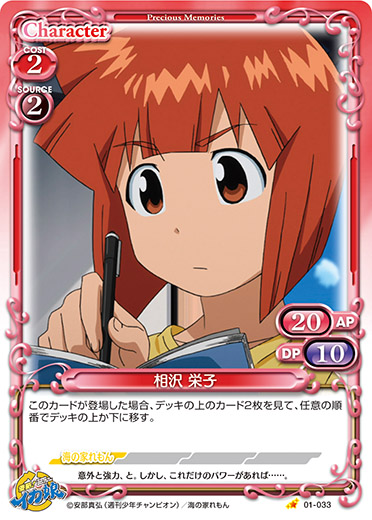 Precious Memories
Character
COST
2
SOURCE
2
20 AP
DP 10
相沢 栄子
このカードが登場した場合、デッキの上のカード2枚を見て、任意の順
番でデッキの上か下に移す。
海の家れもん
意外と強力、と。しかし、これだけのパワーがあれば……。
侵略!?イカ娘
©安部真弘(週刊少年チャンピオン)/海の家れもん
01-033